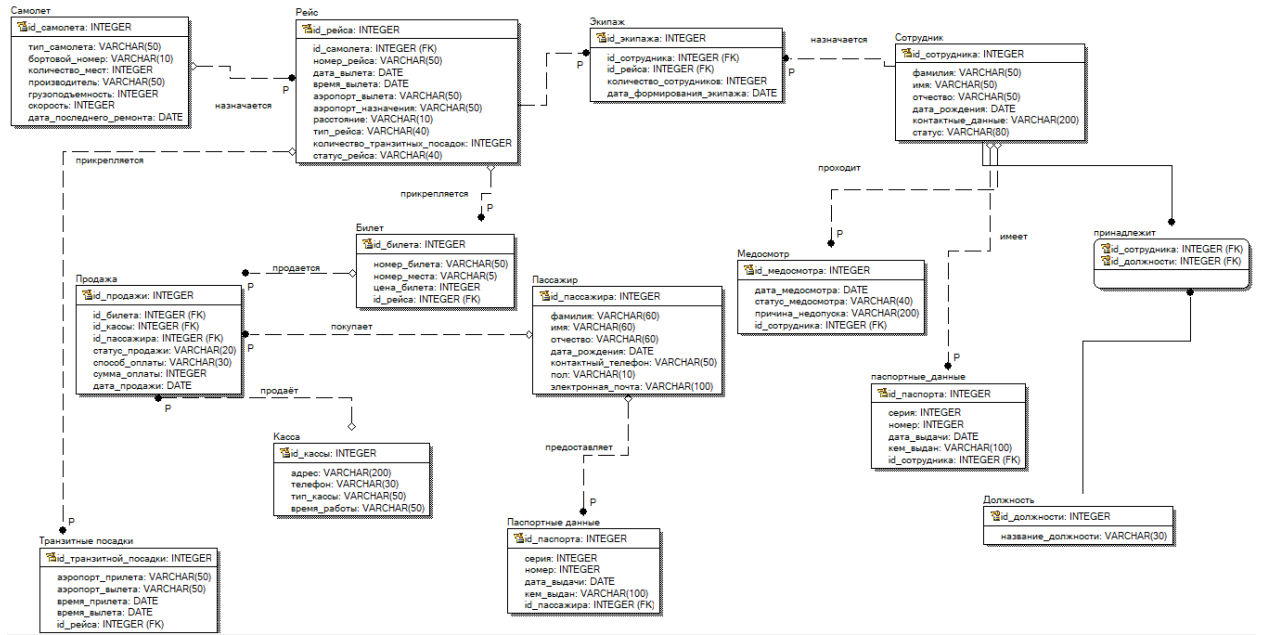 Самолет
id_самолета: INTEGER
тип_самолета: VARCHAR(50)
бортовой_номер: VARCHAR(10)
количество_мест: INTEGER
производитель: VARCHAR(50)
грузоподъемность: INTEGER
скорость: INTEGER
дата_последнего_ремонта: DATE
назначается
P
Рейс
id_рейса: INTEGER
id_самолета: INTEGER (FK)
номер_рейса: VARCHAR(50)
дата_вылета: DATE
время_вылета: DATE
аэропорт_вылета: VARCHAR(50)
аэропорт_назначения: VARCHAR(50)
расстояние: VARCHAR(10)
тип_рейса: VARCHAR(40)
количество_транзитных_посадок: INTEGER
статус_рейса: VARCHAR(40)
P
Экипаж
id_экипажа: INTEGER
id_сотрудника: INTEGER (FK)
id_рейса: INTEGER (FK)
количество_сотрудников: INTEGER
дата_формирования_экипажа: DATE
назначается
P
Сотрудник
id_сотрудника: INTEGER
фамилия: VARCHAR(50)
имя: VARCHAR(50)
отчество: VARCHAR(50)
дата_рождения: DATE
контактные_данные: VARCHAR(200)
статус: VARCHAR(80)
прикрепляется
прикрепляется
P
проходит
P
имеет
P
принадлежит
id_сотрудника: INTEGER (FK)
id_должности: INTEGER (FK)
Билет
id_билета: INTEGER
номер_билета: VARCHAR(50)
номер_места: VARCHAR(5)
цена_билета: INTEGER
id_рейса: INTEGER (FK)
продается
P
Медосмотр
id_медосмотра: INTEGER
дата_медосмотра: DATE
статус_медосмотра: VARCHAR(40)
причина_недопуска: VARCHAR(200)
id_сотрудника: INTEGER (FK)
Продажа
id_продажи: INTEGER
id_билета: INTEGER (FK)
id_кассы: INTEGER (FK)
id_пассажира: INTEGER (FK)
статус_продажи: VARCHAR(20)
способ_оплаты: VARCHAR(30)
сумма_оплаты: INTEGER
дата_продажи: DATE
покупает
P
продаёт
P
Пассажир
id_пассажира: INTEGER
фамилия: VARCHAR(60)
имя: VARCHAR(60)
отчество: VARCHAR(60)
дата_рождения: DATE
контактный_телефон: VARCHAR(50)
пол: VARCHAR(10)
электронная_почта: VARCHAR(100)
предоставляет
P
паспортные_данные
id_паспорта: INTEGER
серия: INTEGER
номер: INTEGER
дата_выдачи: DATE
кем_выдан: VARCHAR(100)
id_сотрудника: INTEGER (FK)
Касса
id_кассы: INTEGER
адрес: VARCHAR(200)
телефон: VARCHAR(30)
тип_кассы: VARCHAR(50)
время_работы: VARCHAR(50)
Должность
id_должности: INTEGER
название_должности: VARCHAR(30)
P
Транзитные посадки
id_транзитной_посадки: INTEGER
аэропорт_прилета: VARCHAR(50)
аэропорт_вылета: VARCHAR(50)
время_прилета: DATE
время_вылета: DATE
id_рейса: INTEGER (FK)
Паспортные данные
id_паспорта: INTEGER
серия: INTEGER
номер: INTEGER
дата_выдачи: DATE
кем_выдан: VARCHAR(100)
id_пассажира: INTEGER (FK)